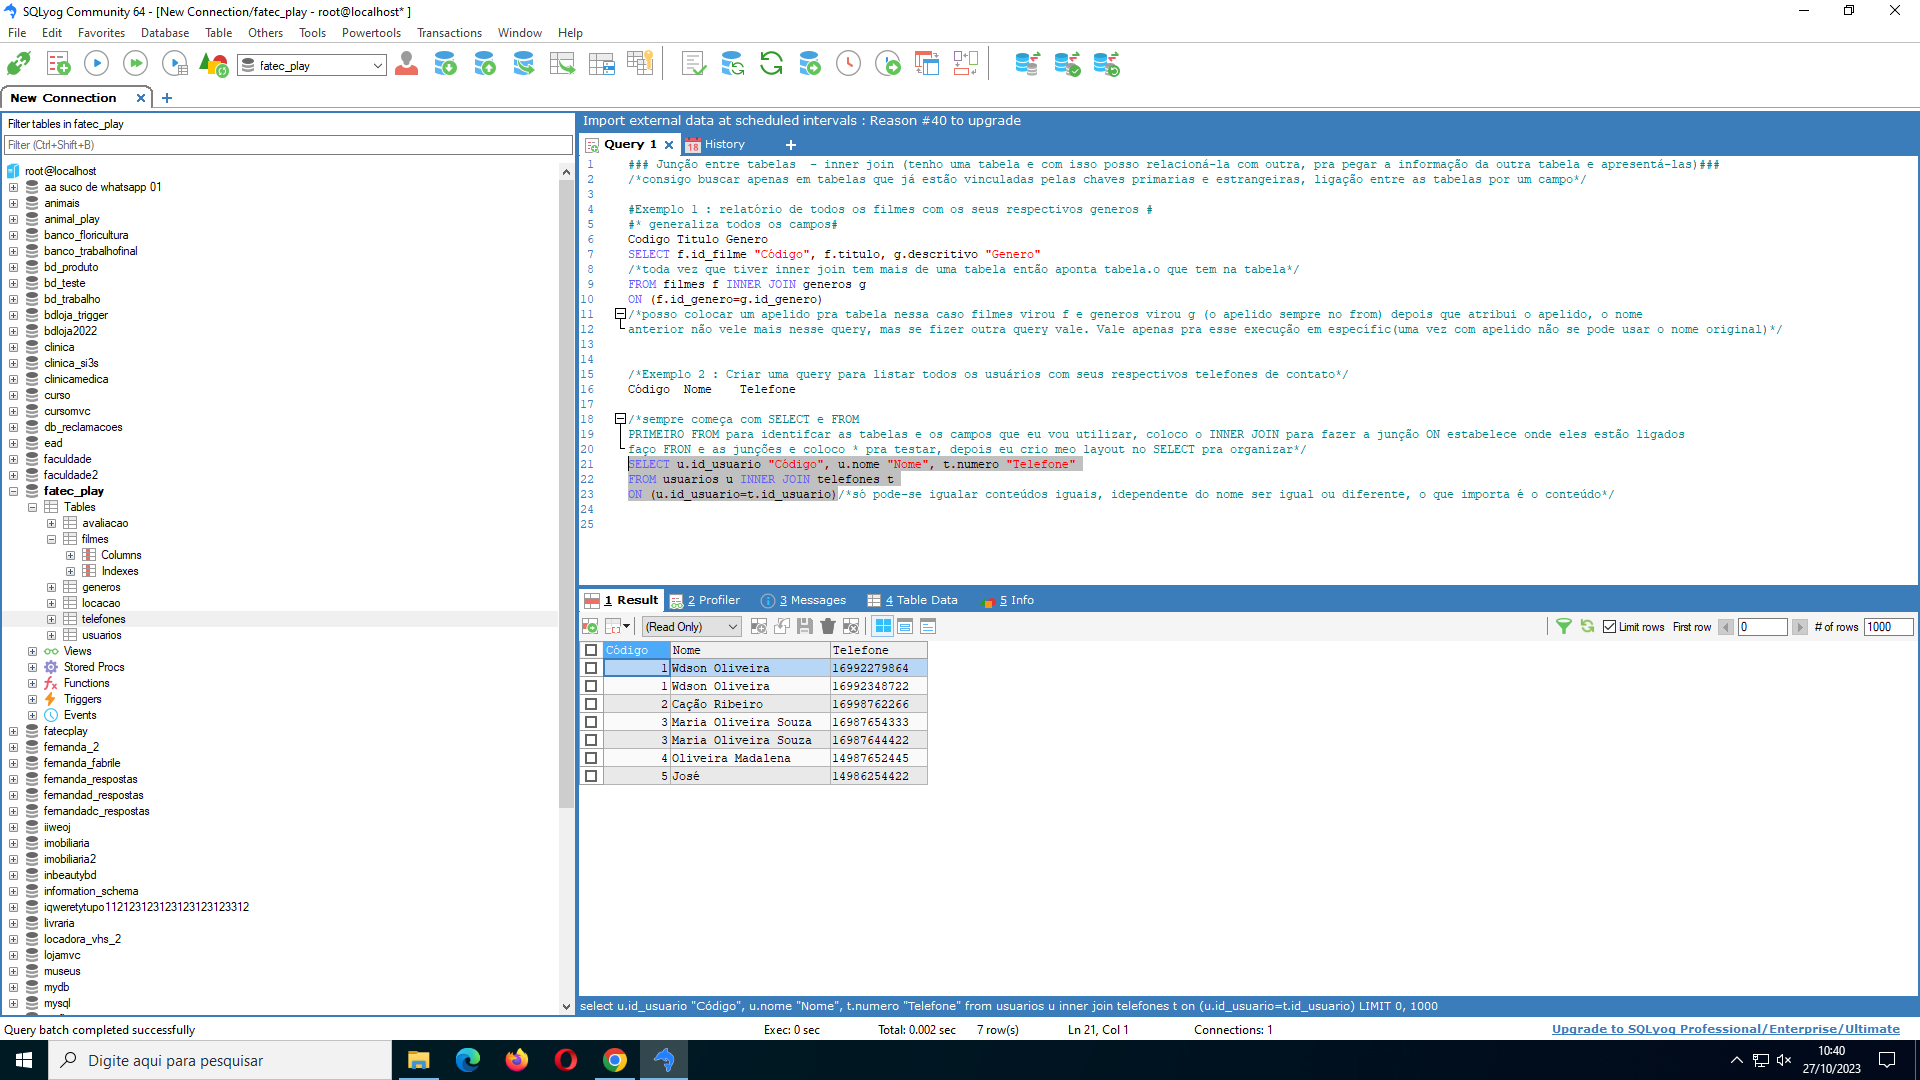 SQLyog Community 64 - [New Connection/fatec_play - root@localhost* ]
File Edit Favorites Database Table Others Tools Powertools Transactions Window Help
fatec_play
New Connection
Filter tables in fatec_play
Filter (Ctrl+Shift+B)
root@localhost
aa suco de whatsapp 01
animais
animal_play
banco_floricultura
banco_trabalhofinal
bd_produto
bd_teste
bd_trabalho
bdloja_trigger
bdloja2022
clinica
clinica_si3s
clinicamedica
curso
cursomvc
db_reclamacoes
ead
faculdade
faculdade2
fatec_play
Tables
avaliacao
filmes
Columns
Indexes
generos
locacao
telefones
usuarios
Views
Stored Procs
Functions
Triggers
Events
fatecplay
fernanda_2
fernanda_fabrile
fernanda_respostas
fernandad_respostas
fernandadc_respostas
iiweoj
imobiliaria
imobiliaria2
inbeautybd
information_schema
iqweretytupo112123123123123123123312
livraria
locadora_vhs_2
lojamvc
museus
mydb
mysql
Import external data at scheduled intervals : Reason #40 to upgrade
Query 1 18 History
1 ### Junção entre tabelas - inner join (tenho uma tabela e com isso posso relacioná-la com outra, pra pegar a informação da outra tabela e apresentá-las)###
2 /*consigo buscar apenas em tabelas que já estão vinculadas pelas chaves primarias e estrangeiras, ligação entre as tabelas por um campo*/
3
4 #Exemplo 1 : relatório de todos os filmes com os seus respectivos generos #
5 #* generaliza todos os campos#
6 Codigo Titulo Genero
7 SELECT f.id_filme "Código", f.titulo, g.descritivo "Genero"
8 /*toda vez que tiver inner join tem mais de uma tabela então aponta tabela.o que tem na tabela*/
9 FROM filmes f INNER JOIN generos g
10 ON (f.id_genero=g.id_genero)
11 /*posso colocar um apelido pra tabela nessa caso filmes virou f e generos virou g (o apelido sempre no from) depois que atribui o apelido, o nome
12 anterior não vele mais nesse query, mas se fizer outra query vale. Vale apenas pra esse execução em específic(uma vez com apelido não se pode usar o nome original)*/
13
14
15 /*Exemplo 2 : Criar uma query para listar todos os usuários com seus respectivos telefones de contato*/
16 Código Nome Telefone
17
18 /*sempre começa com SELECT e FROM
19 PRIMEIRO FROM para identifcar as tabelas e os campos que eu vou utilizar, coloco o INNER JOIN para fazer a junção ON estabelece onde eles estão ligados
20 faço FRON e as junções e coloco * pra testar, depois eu crio meo layout no SELECT pra organizar*/
21 SELECT u.id_usuario "Código", u.nome "Nome", t.numero "Telefone"
22 FROM usuarios u INNER JOIN telefones t
23 ON (u.id_usuario=t.id_usuario)/*só pode-se igualar conteúdos iguais, idependente do nome ser igual ou diferente, o que importa é o conteúdo*/
24
25
1 Result 2 Profiler 3 Messages 4 Table Data 5 Info
(Read Only) Limit rows First row 0 # of rows 1000
Código Nome Telefone
1 Wdson Oliveira 16992279864
1 Wdson Oliveira 16992348722
2 Cação Ribeiro 16998762266
3 Maria Oliveira Souza 16987654333
3 Maria Oliveira Souza 16987644422
4 Oliveira Madalena 14987652445
5 José 14986254422
select u.id_usuario "Código", u.nome "Nome", t.numero "Telefone" from usuarios u inner join telefones t on (u.id_usuario=t.id_usuario) LIMIT 0, 1000
Query batch completed successfully Exec: 0 sec Total: 0.002 sec 7 row(s) Ln 21, Col 1 Connections: 1 Upgrade to SQLyog Professional/Enterprise/Ultimate
Digite aqui para pesquisar
10:40
27/10/2023